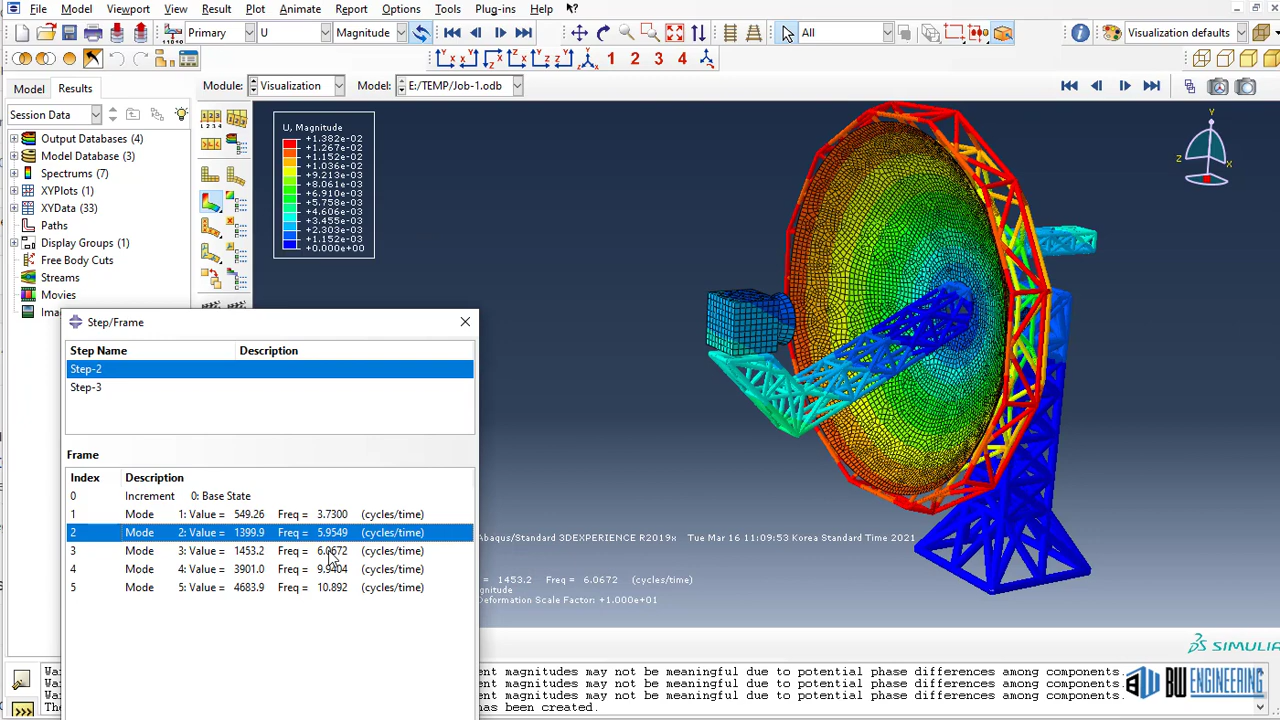 File Model Viewport View Result Plot Animate Report Options Tools Plug-ins Help
Primary U Magnitude All Visualization defaults
1 2 3 4
Model Results Module: Visualization Model: E:/TEMP/Job-1.odb
Session Data
Output Databases (4)
Model Database (3)
Spectrums (7)
XYPlots (1)
XYData (33)
Paths
Display Groups (1)
Free Body Cuts
Streams
Movies
U, Magnitude
+1.382e-02
+1.267e-02
+1.152e-02
+1.036e-02
+9.213e-03
+8.061e-03
+6.910e-03
+5.758e-03
+4.606e-03
+3.455e-03
+2.303e-03
+1.152e-03
+0.000e+00
Y
Z X
Step/Frame
Step Name Description
Step-2
Step-3
Frame
Index Description
0 Increment 0: Base State
1 Mode 1: Value = 549.26 Freq = 3.7300 (cycles/time)
2 Mode 2: Value = 1399.9 Freq = 5.9549 (cycles/time)
3 Mode 3: Value = 1453.2 Freq = 6.0672 (cycles/time)
4 Mode 4: Value = 3901.0 Freq = 9.9404 (cycles/time)
5 Mode 5: Value = 4683.9 Freq = 10.892 (cycles/time)
Abaqus/Standard 3DEXPERIENCE R2019x Tue Mar 16 11:09:53 Korea Standard Time 2021
= 1453.2 Freq = 6.0672 (cycles/time)
Deformation Scale Factor: +1.000e+01
SIMULIA
ent magnitudes may not be meaningful due to potential phase differences among components.
ent magnitudes may not be meaningful due to potential phase differences among components.
ent magnitudes may not be meaningful due to potential phase differences among components.
has been created.
BW ENGINEERING